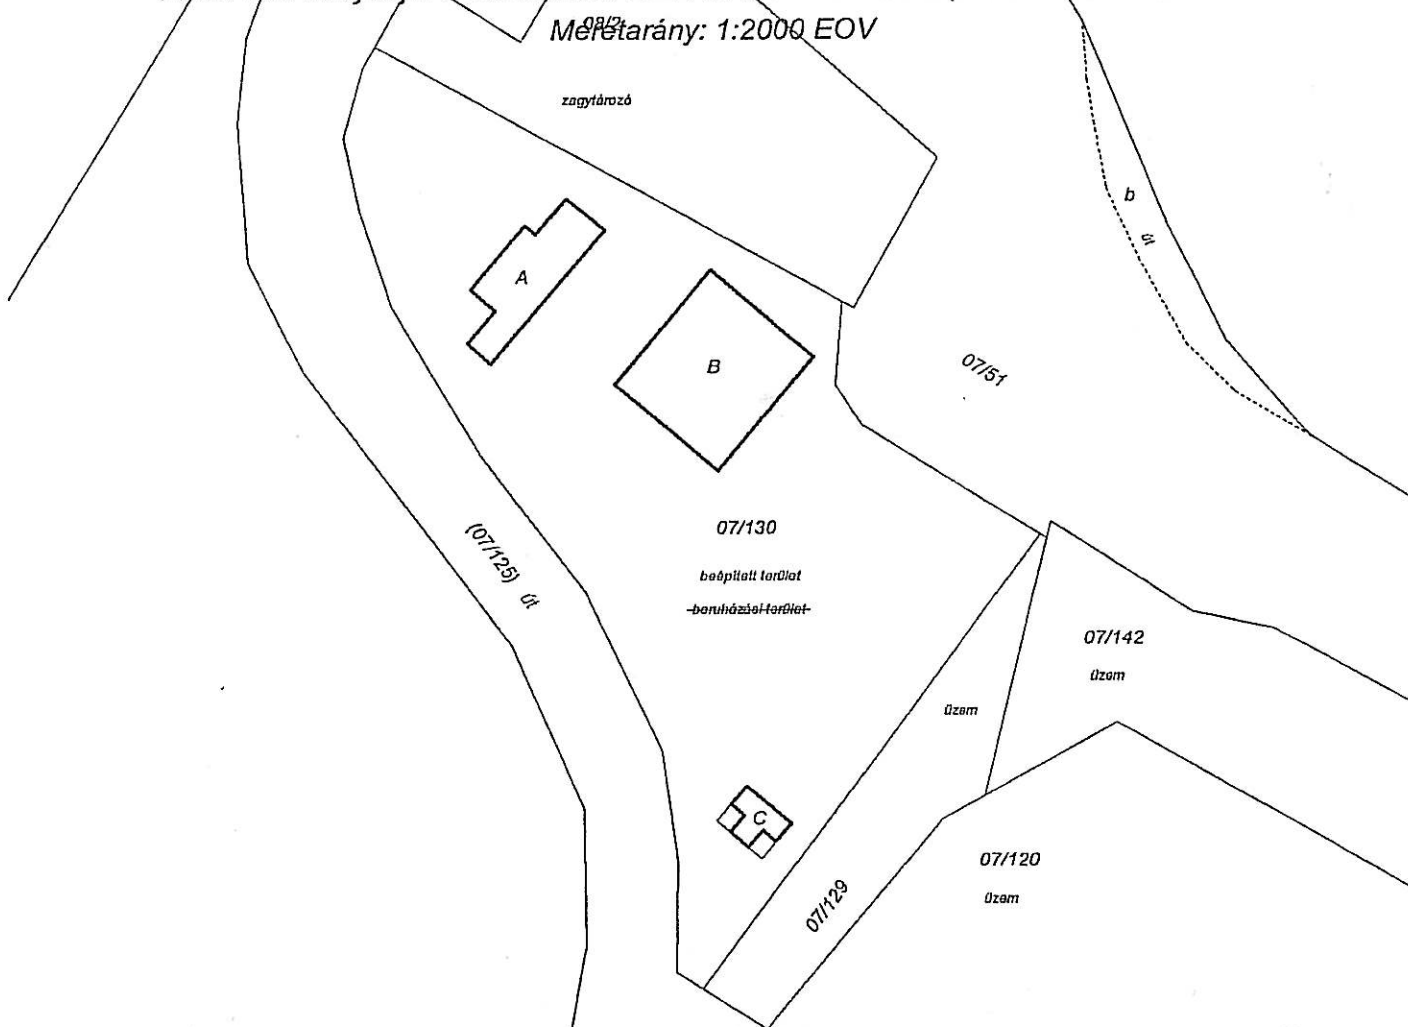 Méretarány: 1:2000 EOV
zagytározó
b
út
A
B
07/51
(07/125) út
07/130
beépített terület
beruházási terület
07/142
üzem
üzem
C
07/129
07/120
üzem